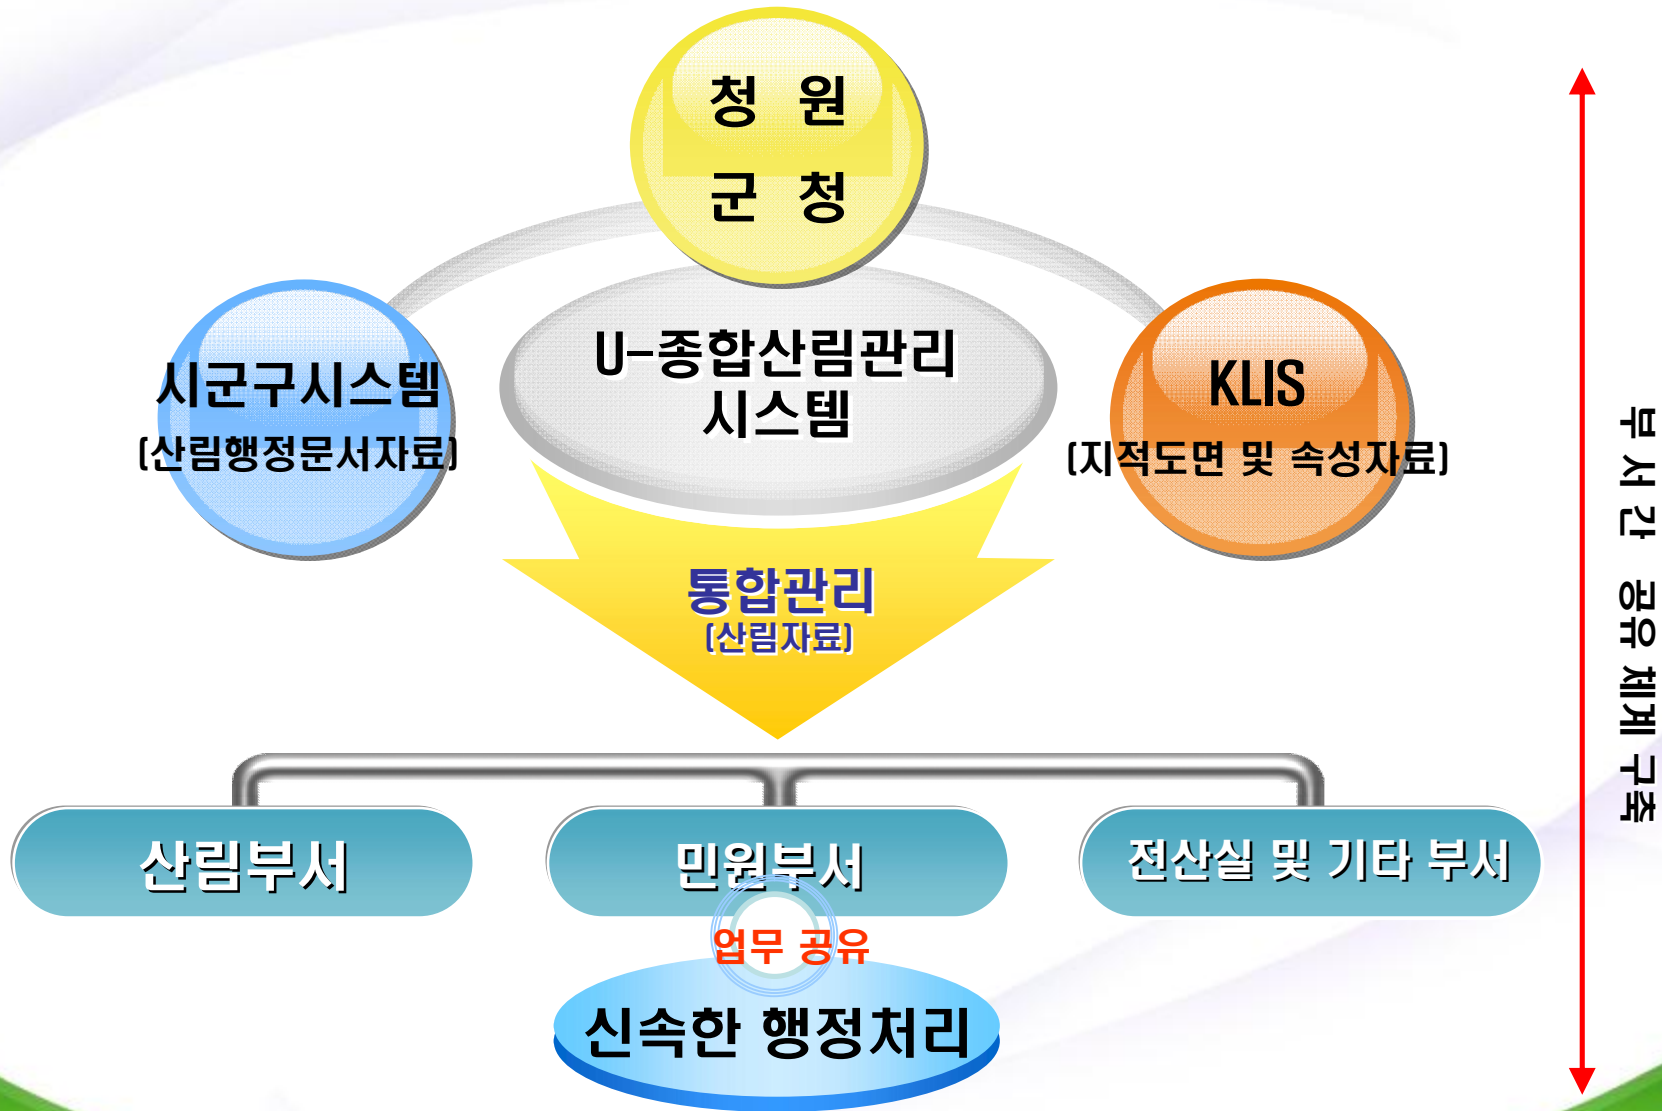 청 원
군 청
U-종합산림관리
시스템
시군구시스템
(산림행정문서자료)
KLIS
(지적도면 및 속성자료)
통합관리
(산림자료)
산림부서
민원부서
전산실 및 기타 부서
업무 공유
신속한 행정처리
부서간 공유체계구축